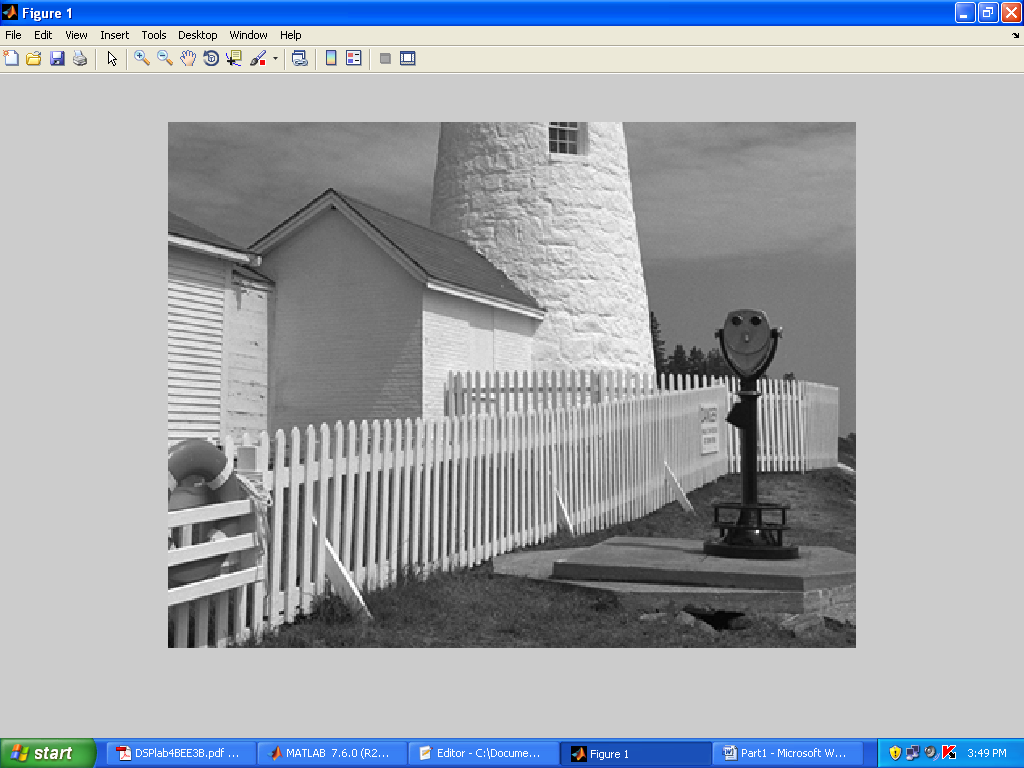 Figure 1
File Edit View Insert Tools Desktop Window Help
DANGER
start
DSPlab4BEE3B.pdf ...
MATLAB 7.6.0 (R2...
Editor - C:\Docume...
Figure 1
Part1 - Microsoft W...
3:49 PM